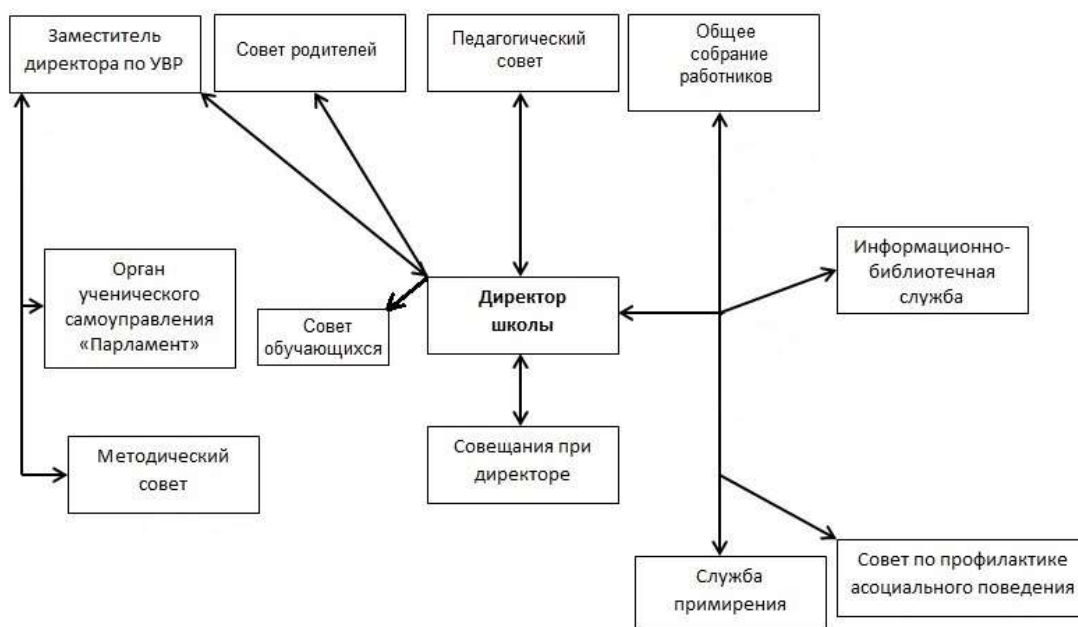 Заместитель
директора по УВР
Совет родителей
Педагогический
совет
Общее
собрание
работников
Информационно-
библиотечная
служба
Орган
ученического
самоуправления
«Парламент»
Совет
обучающихся
Директор
школы
Методический
совет
Совещания при
директоре
Служба
примирения
Совет по профилактике
асоциального поведения